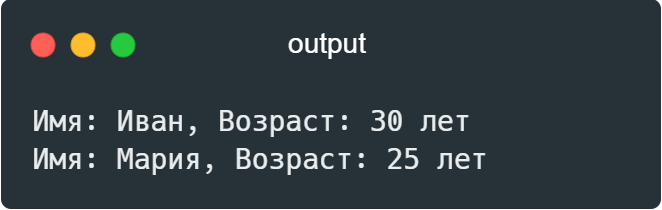 output
Имя: Иван, Возраст: 30 лет
Имя: Мария, Возраст: 25 лет